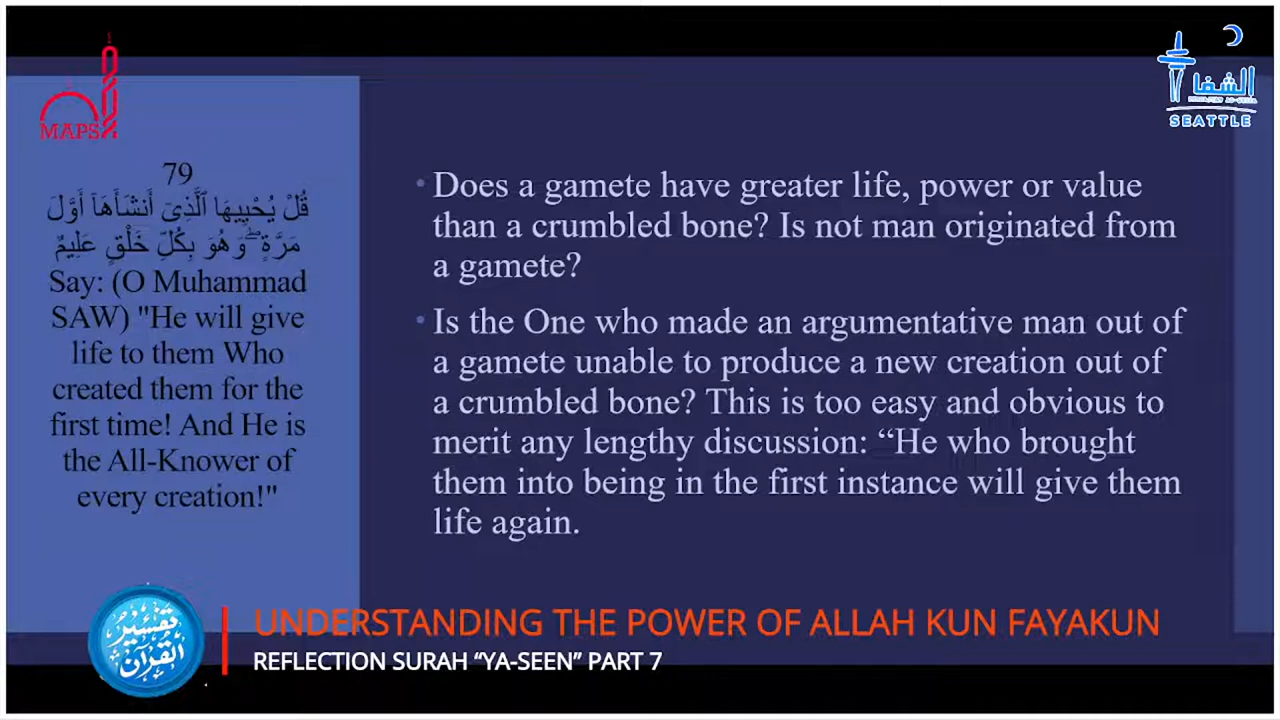 MAPS
الشفا
SEATTLE
79
قُلْ يُحْيِيهَا ٱلَّذِىٓ أَنشَأَهَآ أَوَّلَ
مَرَّةٍ ۖ وَهُوَ بِكُلِّ خَلْقٍ عَلِيمٌ
Say: (O Muhammad
SAW) "He will give
life to them Who
created them for the
first time! And He is
the All-Knower of
every creation!"
• Does a gamete have greater life, power or value
than a crumbled bone? Is not man originated from
a gamete?
• Is the One who made an argumentative man out of
a gamete unable to produce a new creation out of
a crumbled bone? This is too easy and obvious to
merit any lengthy discussion: “He who brought
them into being in the first instance will give them
life again.
تفسير
القرآن
UNDERSTANDING THE POWER OF ALLAH KUN FAYAKUN
REFLECTION SURAH “YA-SEEN” PART 7